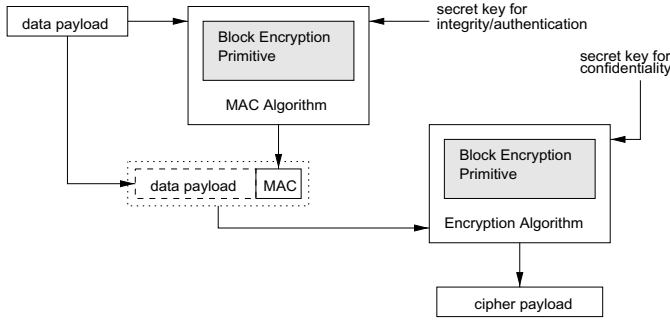 data payload
secret key for
integrity/authentication
Block Encryption
Primitive
MAC Algorithm
secret key for
confidentiality
data payload
MAC
Block Encryption
Primitive
Encryption Algorithm
cipher payload